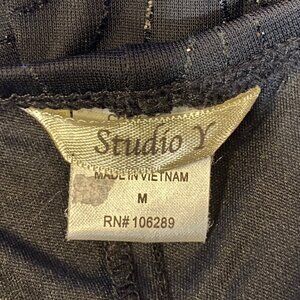 Studio Y
MADE IN VIETNAM
M
RN# 106289